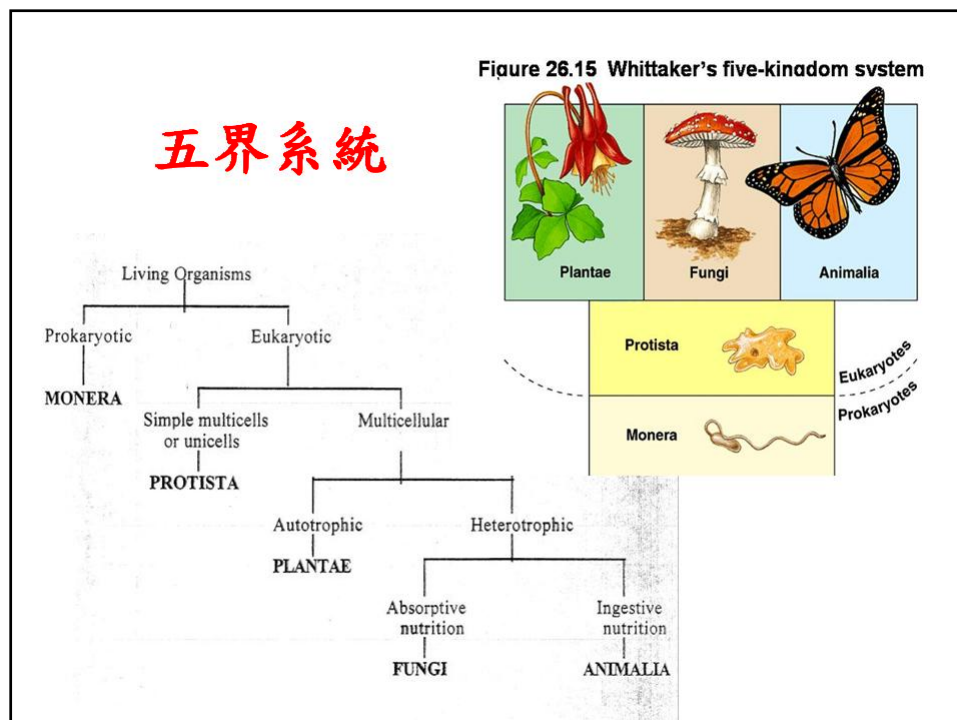 Figure 26.15 Whittaker's five-kingdom system
五界系統
Plantae
Fungi
Animalia
Protista
Eukaryotes
Prokaryotes
Monera
Living Organisms
Prokaryotic
Eukaryotic
MONERA
Simple multicells
or unicells
Multicellular
PROTISTA
Autotrophic
Heterotrophic
PLANTAE
Absorptive
nutrition
Ingestive
nutrition
FUNGI
ANIMALIA